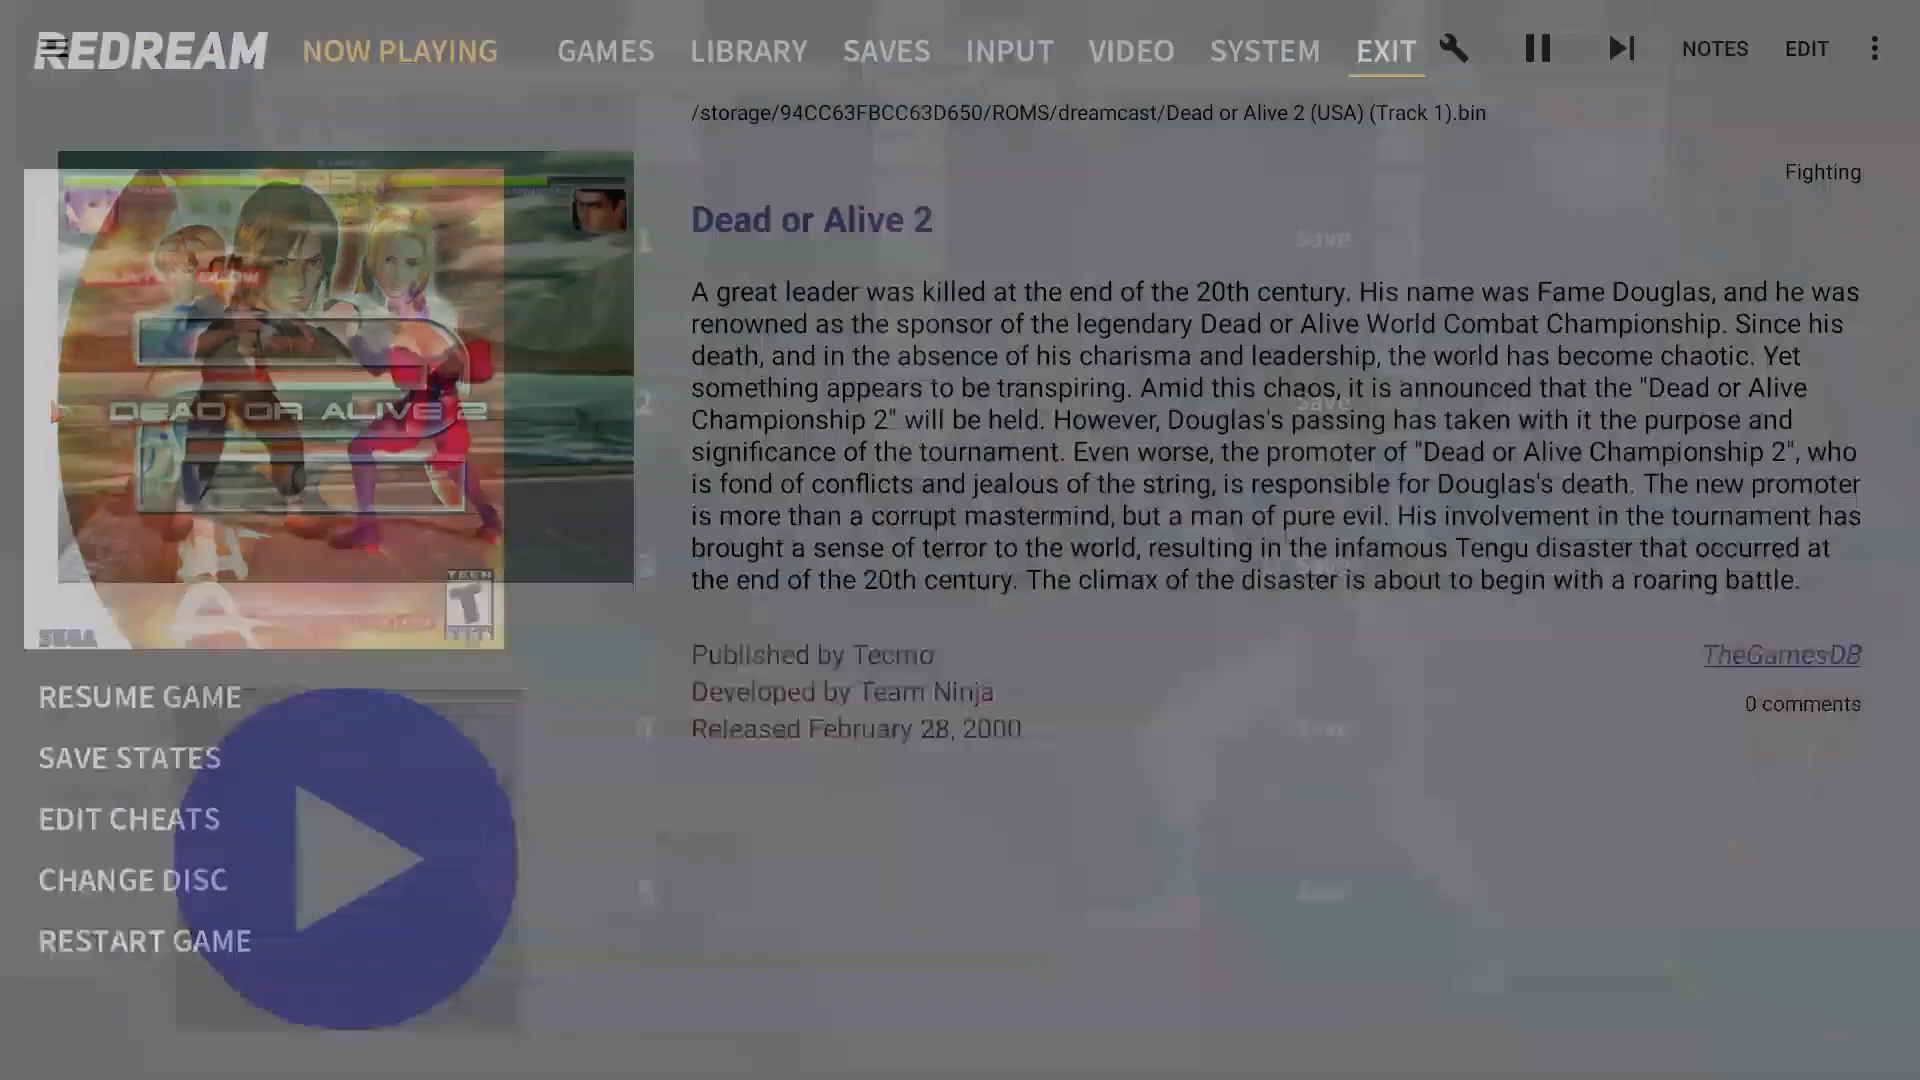 REDREAM
NOW PLAYING
GAMES
LIBRARY
SAVES
INPUT
VIDEO
SYSTEM
EXIT
NOTES
EDIT
/storage/94CC63FBCC63D650/ROMS/dreamcast/Dead or Alive 2 (USA) (Track 1).bin
Fighting
Dead or Alive 2
1
Save
A great leader was killed at the end of the 20th century. His name was Fame Douglas, and he was
renowned as the sponsor of the legendary Dead or Alive World Combat Championship. Since his
death, and in the absence of his charisma and leadership, the world has become chaotic. Yet
something appears to be transpiring. Amid this chaos, it is announced that the "Dead or Alive
2
Save
Championship 2" will be held. However, Douglas's passing has taken with it the purpose and
significance of the tournament. Even worse, the promoter of "Dead or Alive Championship 2", who
is fond of conflicts and jealous of the string, is responsible for Douglas's death. The new promoter
is more than a corrupt mastermind, but a man of pure evil. His involvement in the tournament has
brought a sense of terror to the world, resulting in the infamous Tengu disaster that occurred at
the end of the 20th century. The climax of the disaster is about to begin with a roaring battle.
DEAD OR ALIVE 2
TEEN
T
SEGA
Published by Tecmo
TheGamesDB
Developed by Team Ninja
0 comments
Released February 28, 2000
Save
5
Save
RESUME GAME
SAVE STATES
EDIT CHEATS
CHANGE DISC
RESTART GAME